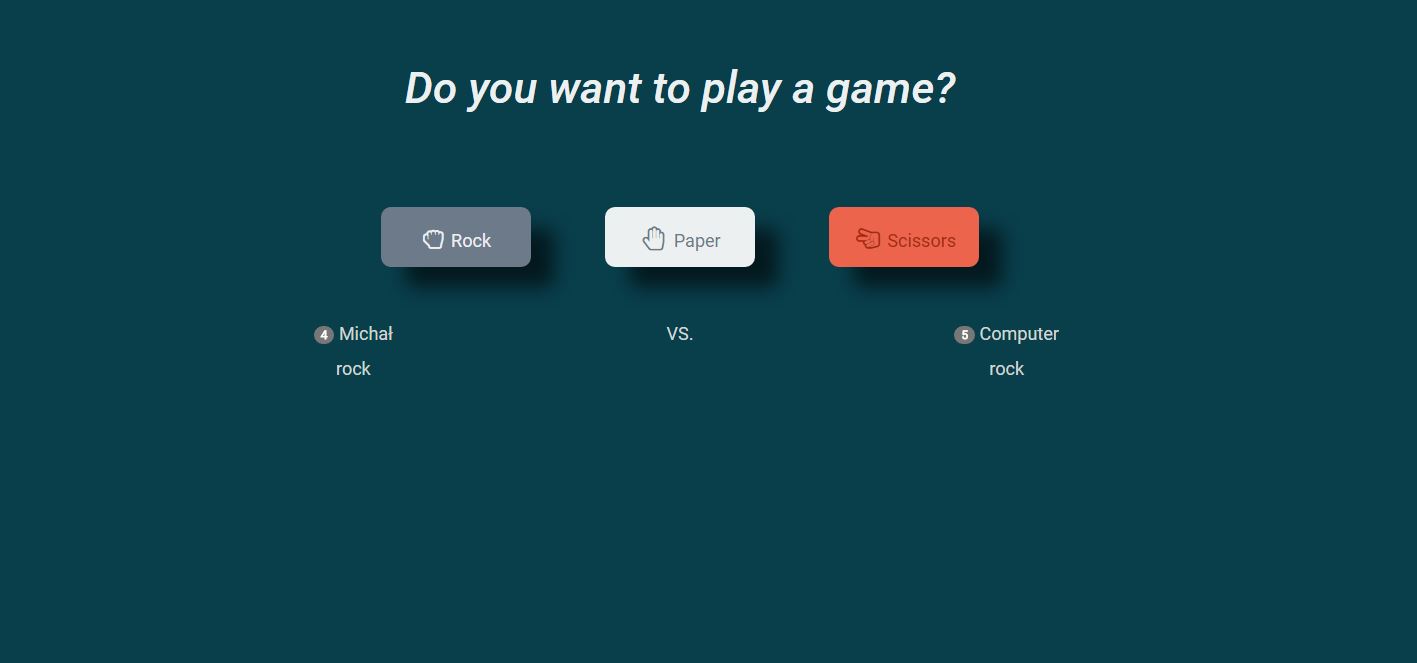 Do you want to play a game?
Rock Paper Scissors
4 Michał VS. 5 Computer
rock rock